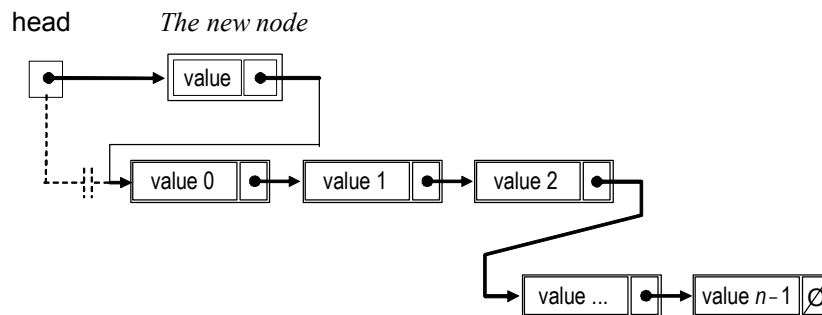 head The new node
value
value 0 value 1 value 2
value ... value n-1 Ø